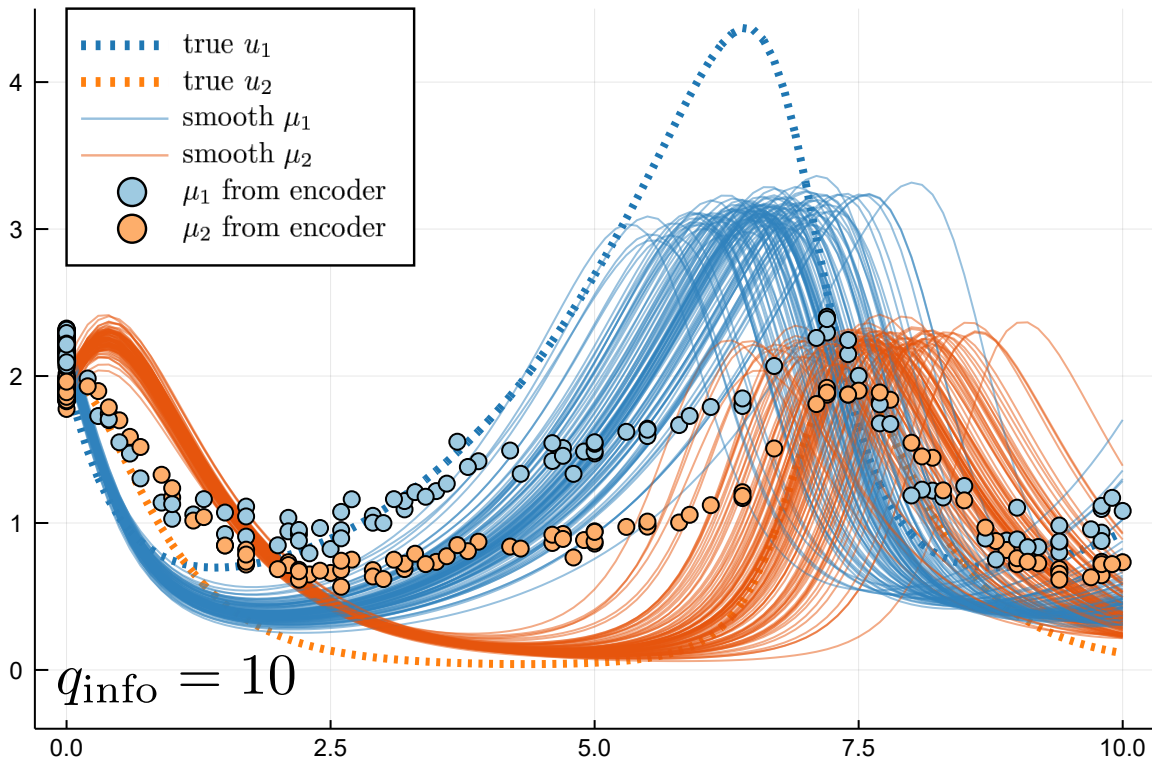 true u₁
true u₂
smooth μ₁
smooth μ₂
μ₁ from encoder
μ₂ from encoder
4
3
2
1
0
q_info = 10
0.0 2.5 5.0 7.5 10.0